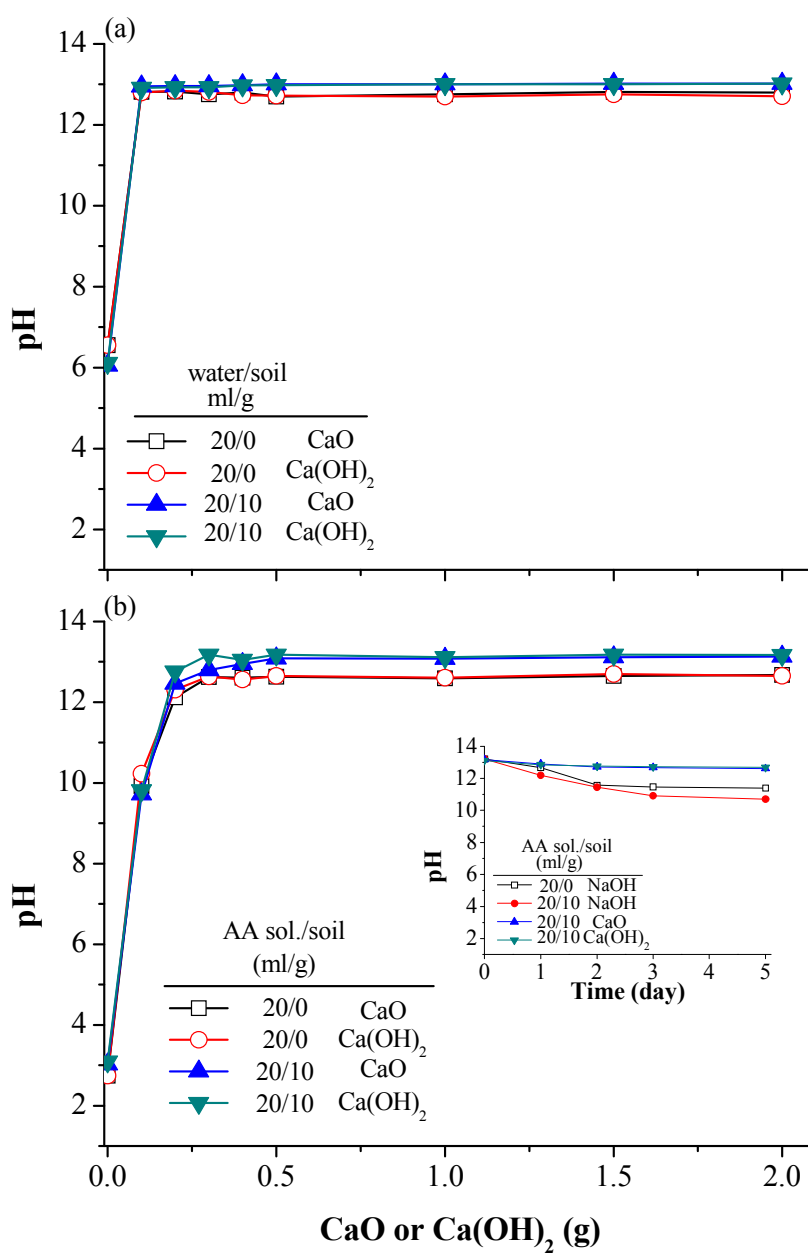 (a)
14
12
10
8
6
4
2
pH
water/soil
ml/g
20/0 CaO
20/0 Ca(OH)₂
20/10 CaO
20/10 Ca(OH)₂
(b)
14
12
10
8
6
4
2
pH
AA sol./soil
(ml/g)
20/0 CaO
20/0 Ca(OH)₂
20/10 CaO
20/10 Ca(OH)₂
14
12
10
8
6
4
2
pH
AA sol./soil
(ml/g)
20/0 NaOH
20/10 NaOH
20/10 CaO
20/10 Ca(OH)₂
0 1 2 3 4 5
Time (day)
0.0 0.5 1.0 1.5 2.0
CaO or Ca(OH)₂ (g)